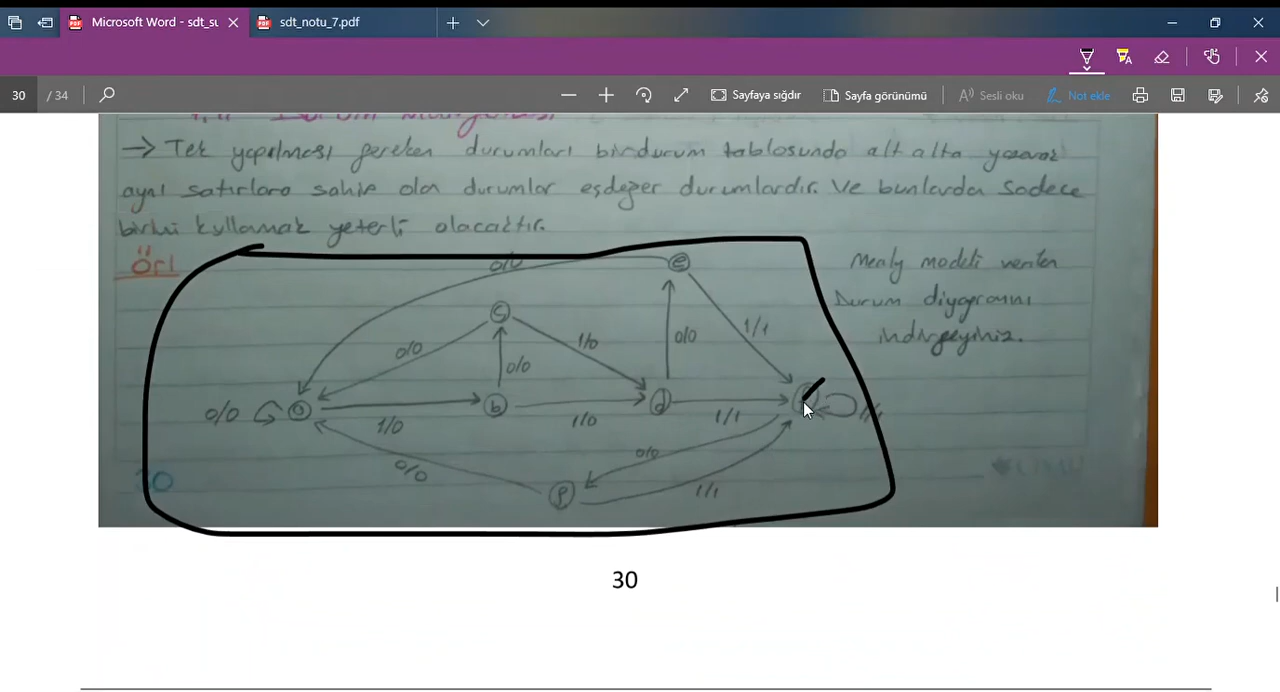 Microsoft Word - sdt_su
sdt_notu_7.pdf
30 / 34
Sayfaya sığdır
Sayfa görünümü
Sesli oku
Not ekle
→ Tek yapılması gereken durumları bir durum tablosunda alt alta yazarak
aynı satırlara sahip olan durumlar eşdeğer durumlardır. Ve bunlardan sadece
birini kullanmak yeterli olacaktır.
Ör|
Mealy modeli verilen
Durum diyagramını
indirgeyiniz.
0/0
e
c
1/1
0/0
1/0
0/0
0/0
0/0
a
b
d
1/0
1/0
1/1
0/0
0/0
1/1
30
30